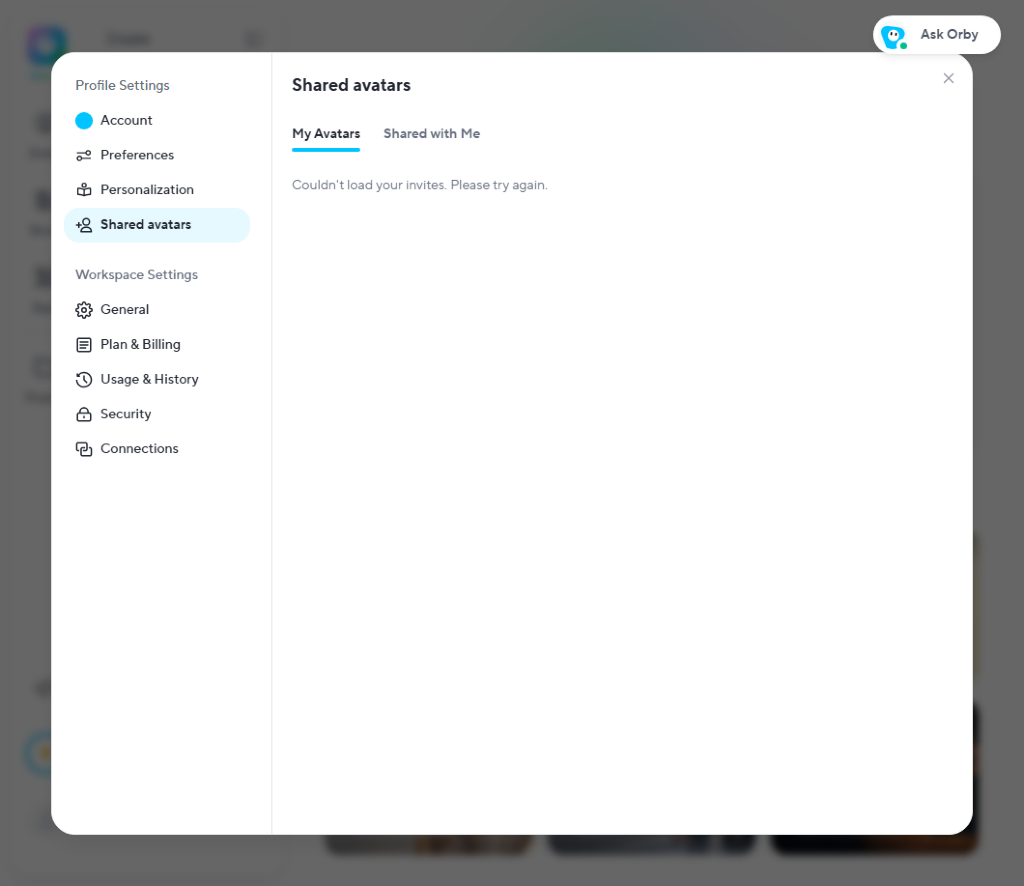 Ask Orby
Profile Settings
Account
Preferences
Personalization
Shared avatars
Workspace Settings
General
Plan & Billing
Usage & History
Security
Connections
Shared avatars
My Avatars
Shared with Me
Couldn't load your invites. Please try again.